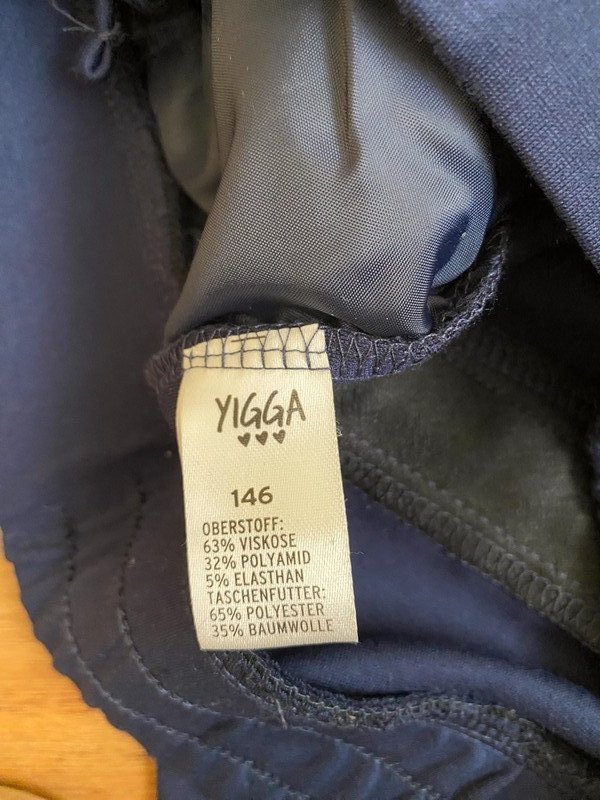 YIGGA
146
OBERSTOFF:
63% VISKOSE
32% POLYAMID
5% ELASTHAN
TASCHENFUTTER:
65% POLYESTER
35% BAUMWOLLE